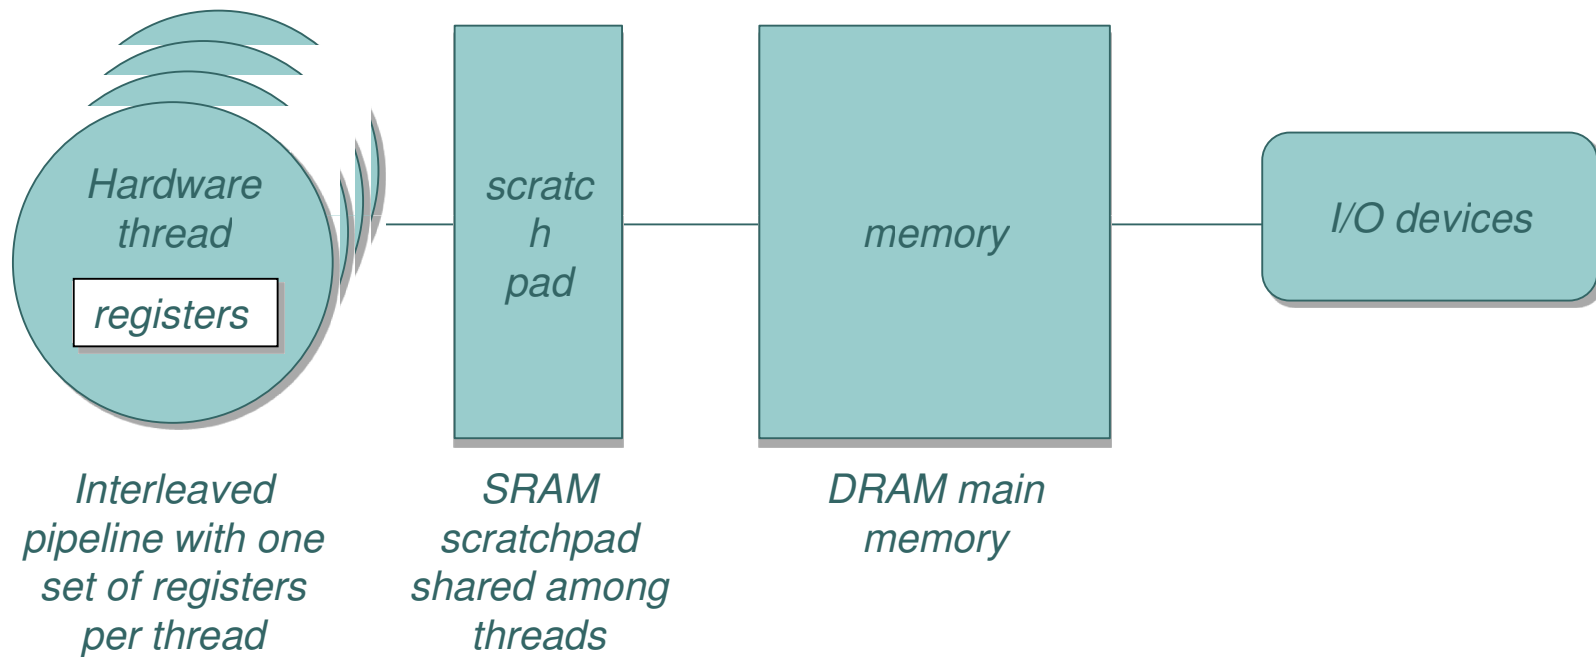 Hardware
thread
registers
scratc
h
pad
memory
I/O devices
Interleaved
pipeline with one
set of registers
per thread
SRAM
scratchpad
shared among
threads
DRAM main
memory